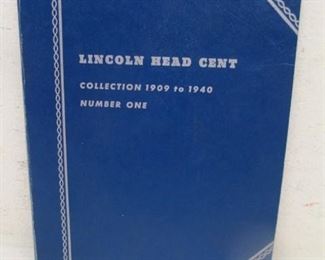 LINCOLN HEAD CENT
COLLECTION 1909 to 1940
NUMBER ONE